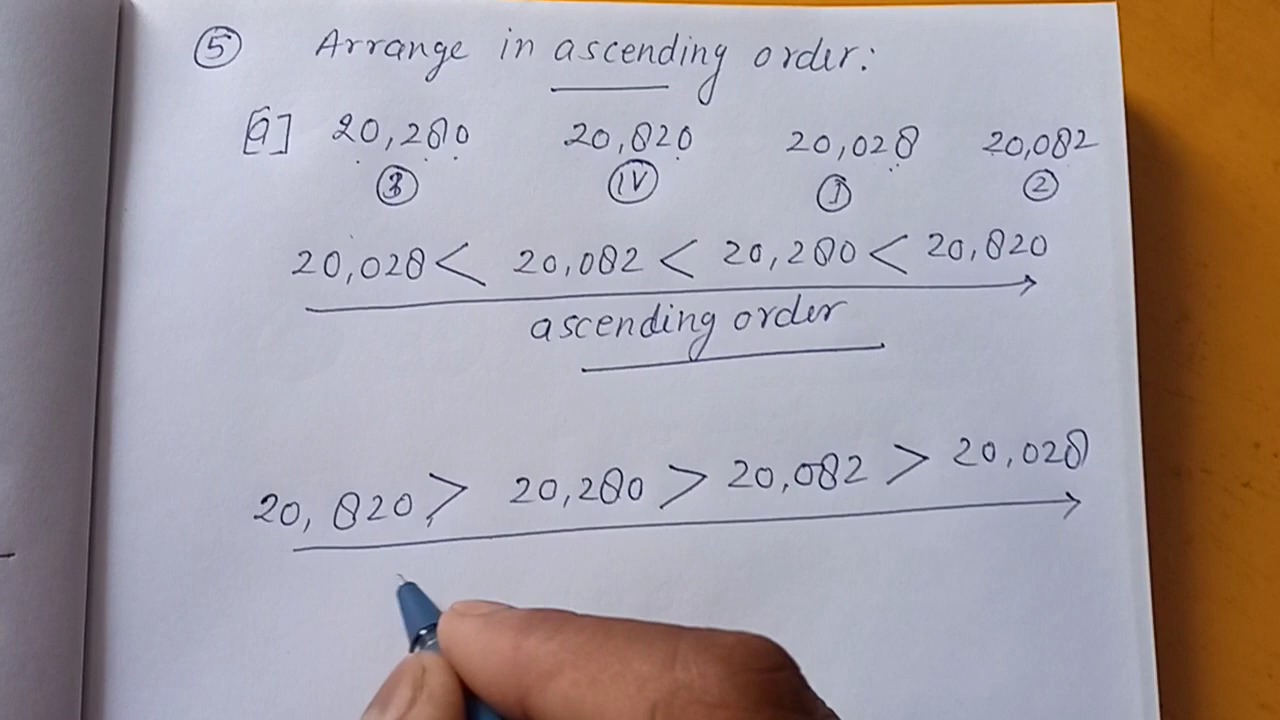 ⑤ Arrange in ascending order:
[a] 20,280 20,820 20,028 20,082
③ Ⅳ ① ②
20,028 < 20,082 < 20,280 < 20,820
ascending order
20,820 > 20,280 > 20,082 > 20,028